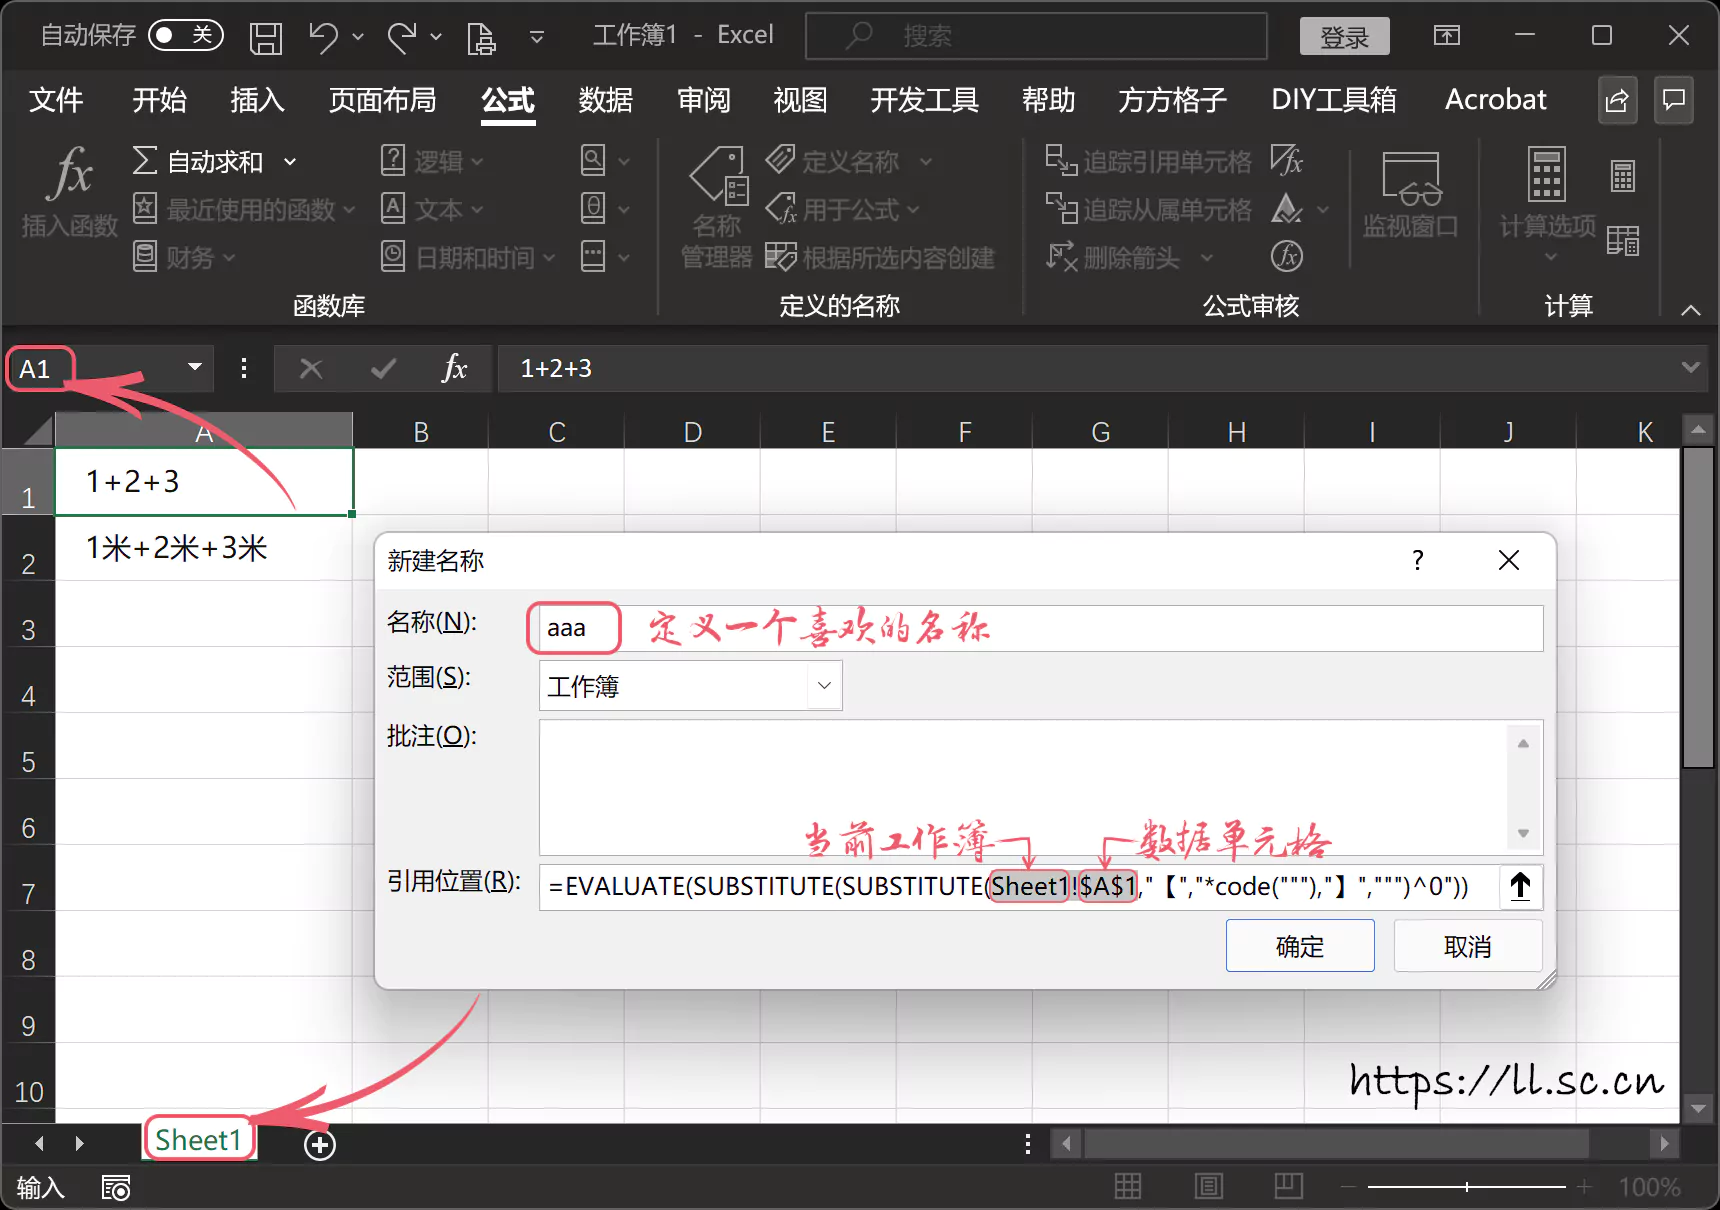 自动保存 关 工作簿1 - Excel 搜索 登录
文件 开始 插入 页面布局 公式 数据 审阅 视图 开发工具 帮助 方方格子 DIY工具箱 Acrobat
fx 插入函数
自动求和
最近使用的函数
财务
逻辑
文本
日期和时间
函数库
名称
管理器
定义名称
用于公式
根据所选内容创建
定义的名称
追踪引用单元格
追踪从属单元格
删除箭头
公式审核
监视窗口
计算选项
计算
A1 fx 1+2+3
A B C D E F G H I J K
1 1+2+3
2 1米+2米+3米
3
4
5
6
7
8
9
10
新建名称 ?
名称(N): aaa 定义一个喜欢的名称
范围(S): 工作簿
批注(O):
当前工作簿 数据单元格
引用位置(R): =EVALUATE(SUBSTITUTE(SUBSTITUTE(Sheet1!$A$1,"【","*code("""),"】",""")^0"))
确定 取消
https://ll.sc.cn
Sheet1
输入 100%